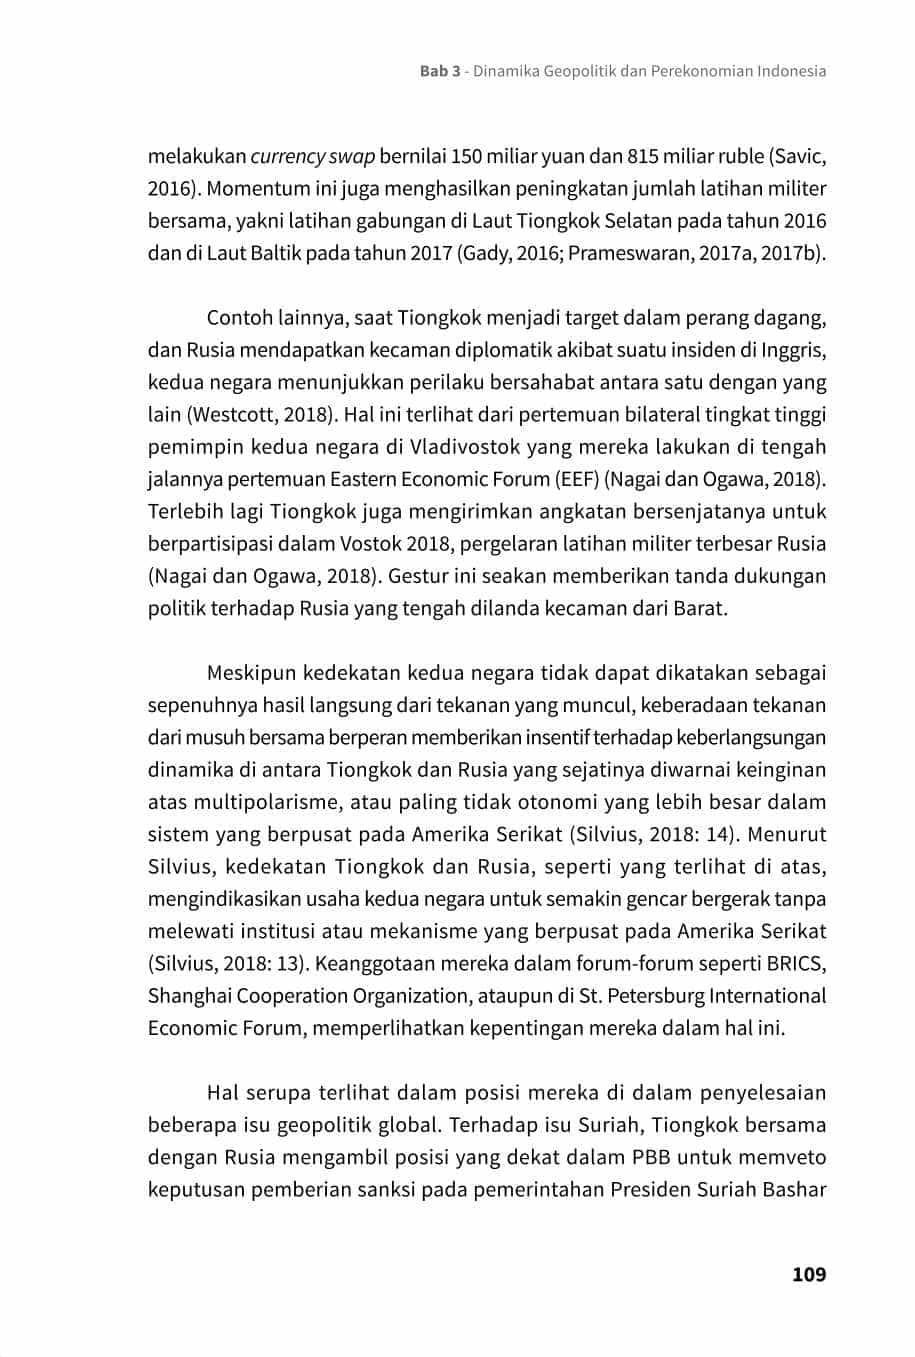 Bab 3 - Dinamika Geopolitik dan Perekonomian Indonesia
melakukan currency swap bernilai 150 miliar yuan dan 815 miliar ruble (Savic,
2016). Momentum ini juga menghasilkan peningkatan jumlah latihan militer
bersama, yakni latihan gabungan di Laut Tiongkok Selatan pada tahun 2016
dan di Laut Baltik pada tahun 2017 (Gady, 2016; Prameswaran, 2017a, 2017b).
Contoh lainnya, saat Tiongkok menjadi target dalam perang dagang,
dan Rusia mendapatkan kecaman diplomatik akibat suatu insiden di Inggris,
kedua negara menunjukkan perilaku bersahabat antara satu dengan yang
lain (Westcott, 2018). Hal ini terlihat dari pertemuan bilateral tingkat tinggi
pemimpin kedua negara di Vladivostok yang mereka lakukan di tengah
jalannya pertemuan Eastern Economic Forum (EEF) (Nagai dan Ogawa, 2018).
Terlebih lagi Tiongkok juga mengirimkan angkatan bersenjatanya untuk
berpartisipasi dalam Vostok 2018, pergelaran latihan militer terbesar Rusia
(Nagai dan Ogawa, 2018). Gestur ini seakan memberikan tanda dukungan
politik terhadap Rusia yang tengah dilanda kecaman dari Barat.
Meskipun kedekatan kedua negara tidak dapat dikatakan sebagai
sepenuhnya hasil langsung dari tekanan yang muncul, keberadaan tekanan
dari musuh bersama berperan memberikan insentif terhadap keberlangsungan
dinamika di antara Tiongkok dan Rusia yang sejatinya diwarnai keinginan
atas multipolarisme, atau paling tidak otonomi yang lebih besar dalam
sistem yang berpusat pada Amerika Serikat (Silvius, 2018: 14). Menurut
Silvius, kedekatan Tiongkok dan Rusia, seperti yang terlihat di atas,
mengindikasikan usaha kedua negara untuk semakin gencar bergerak tanpa
melewati institusi atau mekanisme yang berpusat pada Amerika Serikat
(Silvius, 2018: 13). Keanggotaan mereka dalam forum-forum seperti BRICS,
Shanghai Cooperation Organization, ataupun di St. Petersburg International
Economic Forum, memperlihatkan kepentingan mereka dalam hal ini.
Hal serupa terlihat dalam posisi mereka di dalam penyelesaian
beberapa isu geopolitik global. Terhadap isu Suriah, Tiongkok bersama
dengan Rusia mengambil posisi yang dekat dalam PBB untuk memveto
keputusan pemberian sanksi pada pemerintahan Presiden Suriah Bashar
109